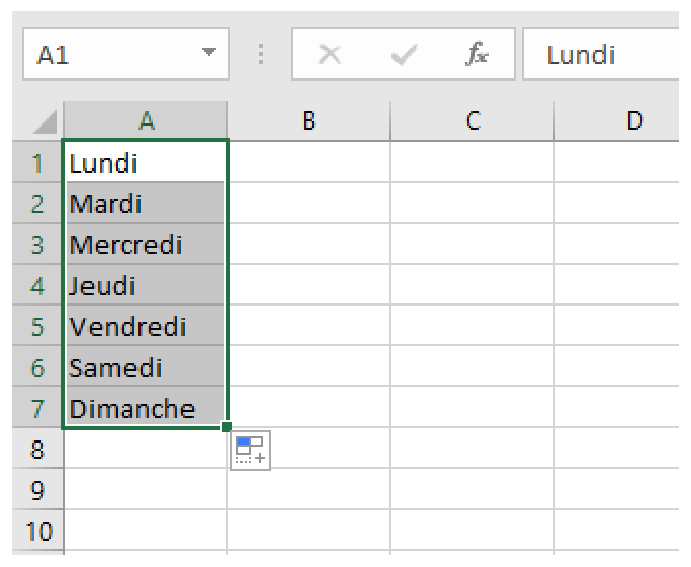 A1 fx Lundi
A B C D
1 Lundi
2 Mardi
3 Mercredi
4 Jeudi
5 Vendredi
6 Samedi
7 Dimanche
8
9
10